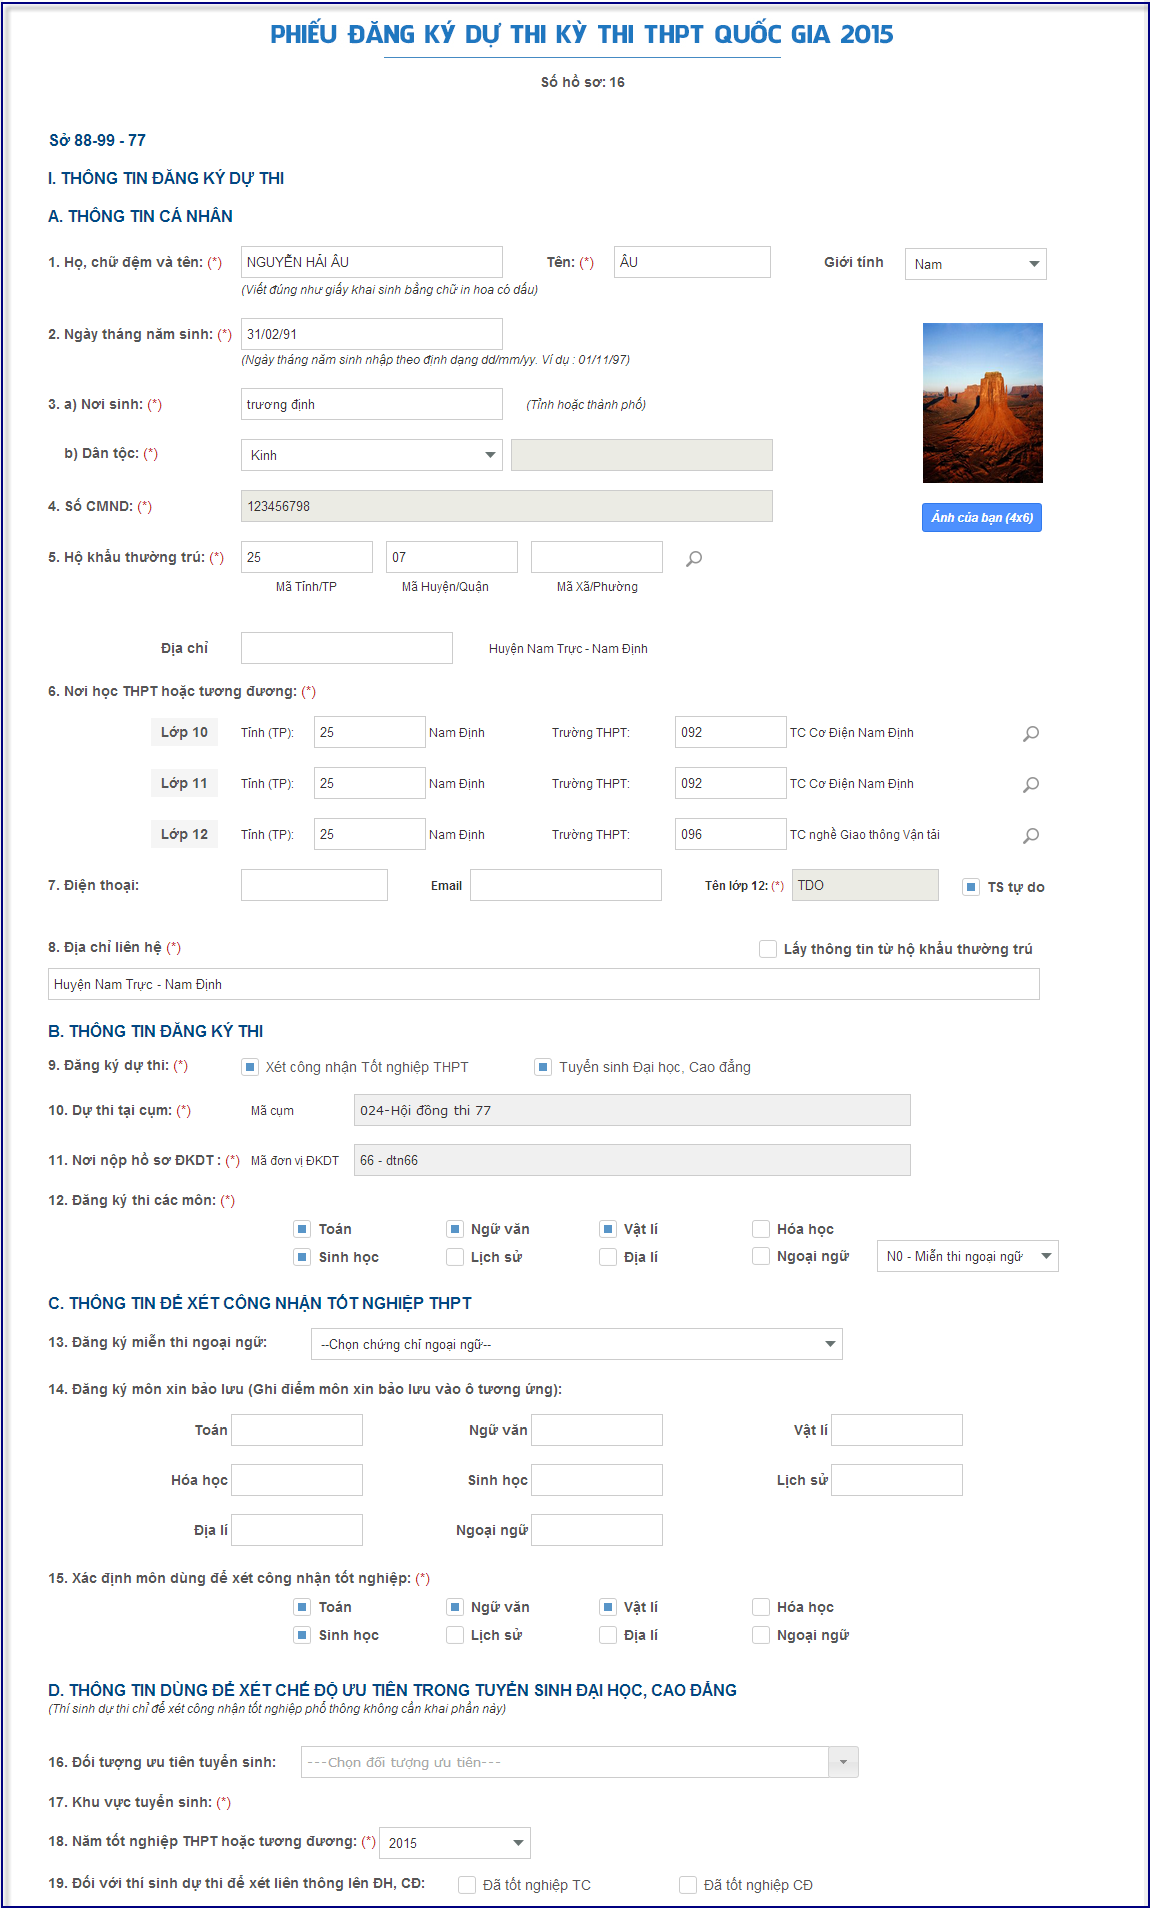 PHIẾU ĐĂNG KÝ DỰ THI KỲ THI THPT QUỐC GIA 2015
Số hồ sơ: 16
Sở 88-99 - 77
I. THÔNG TIN ĐĂNG KÝ DỰ THI
A. THÔNG TIN CÁ NHÂN
1. Họ, chữ đệm và tên: (*) NGUYỄN HẢI ÂU Tên: (*) ÂU Giới tính Nam
(Viết đúng như giấy khai sinh bằng chữ in hoa có dấu)
2. Ngày tháng năm sinh: (*) 31/02/91
(Ngày tháng năm sinh nhập theo định dạng dd/mm/yy. Ví dụ : 01/11/97)
3. a) Nơi sinh: (*) trương định (Tỉnh hoặc thành phố)
b) Dân tộc: (*) Kinh
4. Số CMND: (*) 123456798
Ảnh của bạn (4x6)
5. Hộ khẩu thường trú: (*) 25 07
Mã Tỉnh/TP Mã Huyện/Quận Mã Xã/Phường
Địa chỉ Huyện Nam Trực - Nam Định
6. Nơi học THPT hoặc tương đương: (*)
Lớp 10 Tỉnh (TP): 25 Nam Định Trường THPT: 092 TC Cơ Điện Nam Định
Lớp 11 Tỉnh (TP): 25 Nam Định Trường THPT: 092 TC Cơ Điện Nam Định
Lớp 12 Tỉnh (TP): 25 Nam Định Trường THPT: 096 TC nghề Giao thông Vận tải
7. Điện thoại: Email Tên lớp 12: (*) TDO TS tự do
8. Địa chỉ liên hệ (*) Lấy thông tin từ hộ khẩu thường trú
Huyện Nam Trực - Nam Định
B. THÔNG TIN ĐĂNG KÝ THI
9. Đăng ký dự thi: (*) Xét công nhận Tốt nghiệp THPT Tuyển sinh Đại học, Cao đẳng
10. Dự thi tại cụm: (*) Mã cụm 024-Hội đồng thi 77
11. Nơi nộp hồ sơ ĐKDT : (*) Mã đơn vị ĐKDT 66 - dtn66
12. Đăng ký thi các môn: (*)
Toán Ngữ văn Vật lí Hóa học
Sinh học Lịch sử Địa lí Ngoại ngữ N0 - Miễn thi ngoại ngữ
C. THÔNG TIN ĐỂ XÉT CÔNG NHẬN TỐT NGHIỆP THPT
13. Đăng ký miễn thi ngoại ngữ: --Chọn chứng chỉ ngoại ngữ--
14. Đăng ký môn xin bảo lưu (Ghi điểm môn xin bảo lưu vào ô tương ứng):
Toán Ngữ văn Vật lí
Hóa học Sinh học Lịch sử
Địa lí Ngoại ngữ
15. Xác định môn dùng để xét công nhận tốt nghiệp: (*)
Toán Ngữ văn Vật lí Hóa học
Sinh học Lịch sử Địa lí Ngoại ngữ
D. THÔNG TIN DÙNG ĐỂ XÉT CHẾ ĐỘ ƯU TIÊN TRONG TUYỂN SINH ĐẠI HỌC, CAO ĐẲNG
(Thí sinh dự thi chỉ để xét công nhận tốt nghiệp phổ thông không cần khai phần này)
16. Đối tượng ưu tiên tuyển sinh: ---Chọn đối tượng ưu tiên---
17. Khu vực tuyển sinh: (*)
18. Năm tốt nghiệp THPT hoặc tương đương: (*) 2015
19. Đối với thí sinh dự thi để xét liên thông lên ĐH, CĐ: Đã tốt nghiệp TC Đã tốt nghiệp CĐ